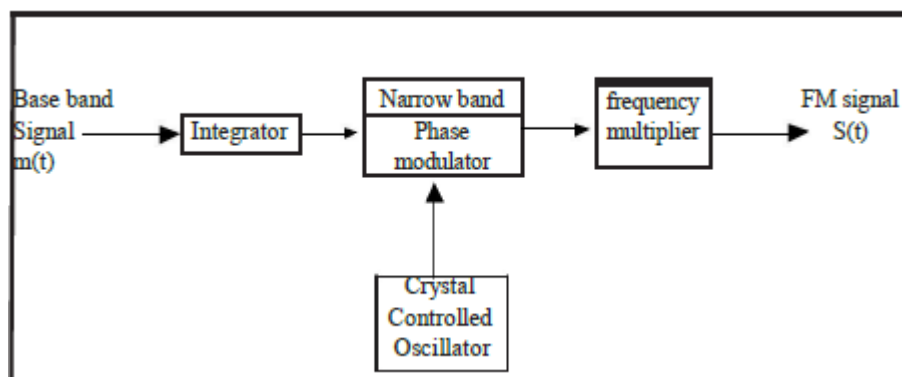 Base band
Signal
m(t)
Integrator
Narrow band
Phase
modulator
frequency
multiplier
FM signal
S(t)
Crystal
Controlled
Oscillator